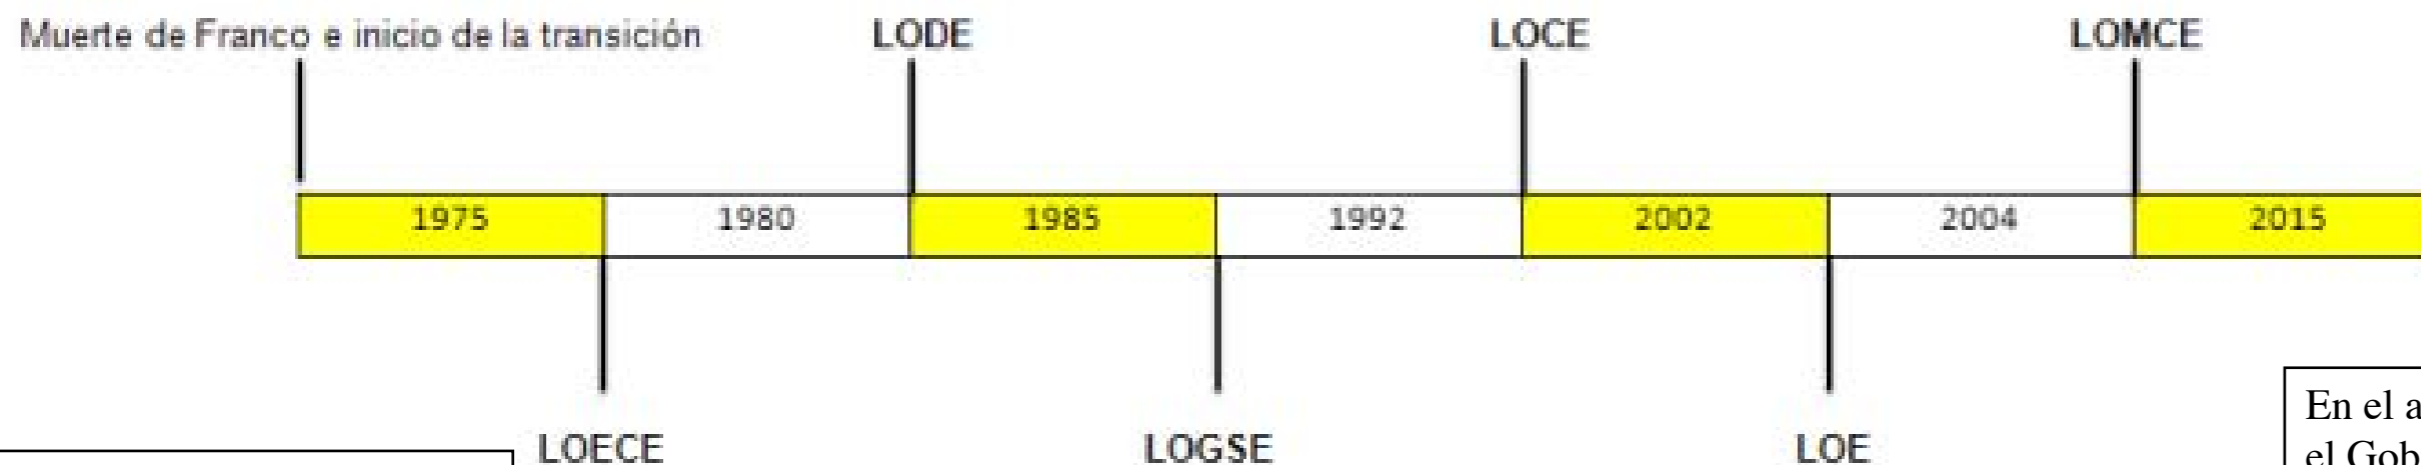 Muerte de Franco e inicio de la transición LODE LOCE LOMCE
1975 1980 1985 1992 2002 2004 2015
LOECE LOGSE LOE
En el a
el Gob